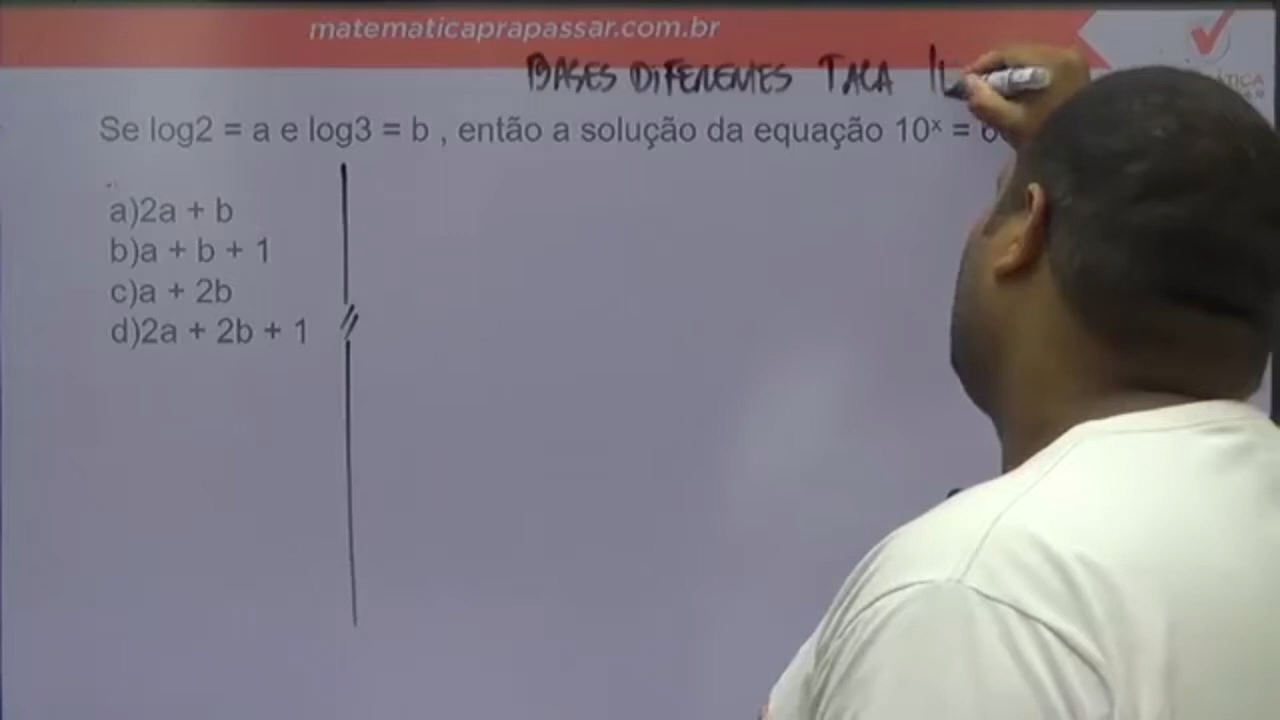 matematicaprapassar.com.br
BASES DIFERENTES TACA
Se log2 = a e log3 = b , então a solução da equação 10ˣ =
a)2a + b
b)a + b + 1
c)a + 2b
d)2a + 2b + 1